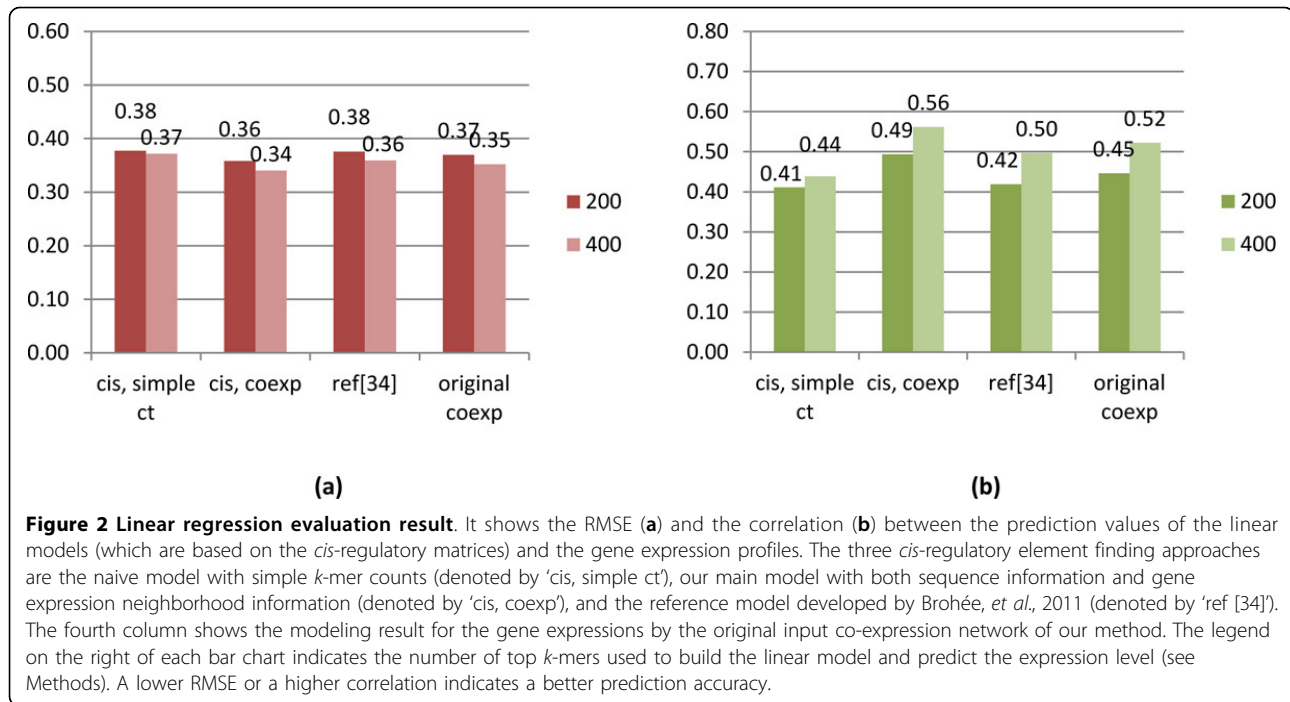 0.60
0.50
0.40
0.30
0.20
0.10
0.00
0.38
0.37
0.36
0.34
0.38
0.36
0.37
0.35
cis, simple
ct
cis, coexp
ref[34]
original
coexp
200
400
(a)
0.80
0.70
0.60
0.50
0.40
0.30
0.20
0.10
0.00
0.41
0.44
0.49
0.56
0.42
0.50
0.45
0.52
cis, simple
ct
cis, coexp
ref[34]
original
coexp
200
400
(b)
Figure 2 Linear regression evaluation result. It shows the RMSE (a) and the correlation (b) between the prediction values of the linear
models (which are based on the cis-regulatory matrices) and the gene expression profiles. The three cis-regulatory element finding approaches
are the naive model with simple k-mer counts (denoted by ‘cis, simple ct’), our main model with both sequence information and gene
expression neighborhood information (denoted by ‘cis, coexp’), and the reference model developed by Brohée, et al., 2011 (denoted by ‘ref [34]’).
The fourth column shows the modeling result for the gene expressions by the original input co-expression network of our method. The legend
on the right of each bar chart indicates the number of top k-mers used to build the linear model and predict the expression level (see
Methods). A lower RMSE or a higher correlation indicates a better prediction accuracy.